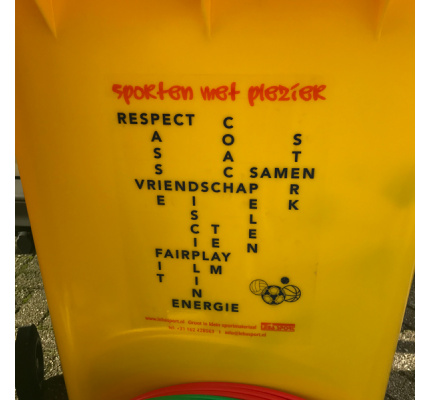 sporten met plezier
RESPECT
PASSIE
COACH
STERK
SAMEN
VRIENDSCHAP
SPELEN
DISCIPLINE
TEAM
FAIRPLAY
FIT
ENERGIE